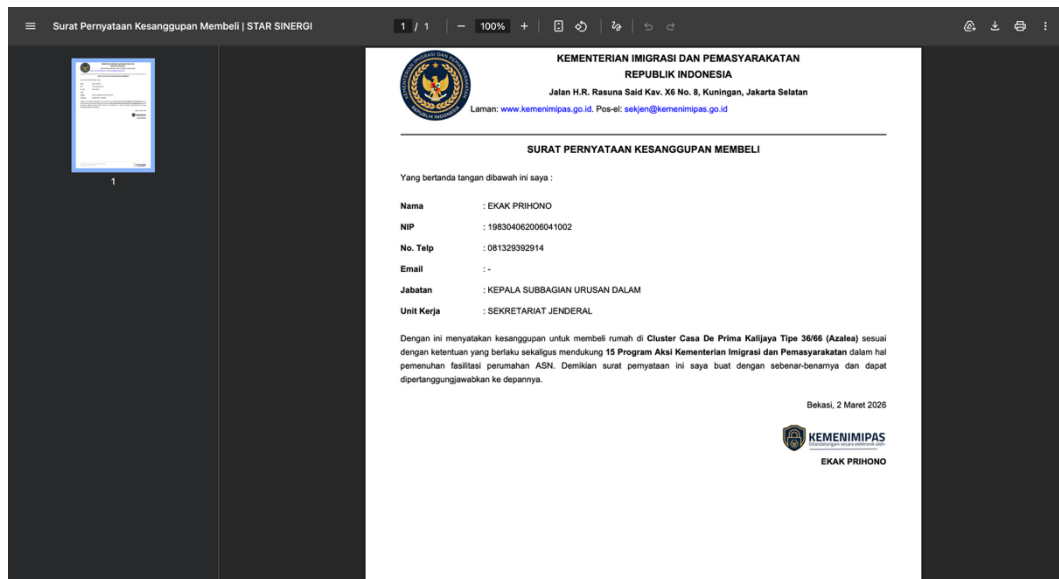 Surat Pernyataan Kesanggupan Membeli | STAR SINERGI
1 / 1
100%
1
KEMENTERIAN IMIGRASI DAN PEMASYARAKATAN
REPUBLIK INDONESIA
Jalan H.R. Rasuna Said Kav. X6 No. 8, Kuningan, Jakarta Selatan
Laman: www.kemenimipas.go.id. Pos-el: sekjen@kemenimipas.go.id
SURAT PERNYATAAN KESANGGUPAN MEMBELI
Yang bertanda tangan dibawah ini saya :
Nama : EKAK PRIHONO
NIP : 198304062006041002
No. Telp : 081329392914
Email : -
Jabatan : KEPALA SUBBAGIAN URUSAN DALAM
Unit Kerja : SEKRETARIAT JENDERAL
Dengan ini menyatakan kesanggupan untuk membeli rumah di Cluster Casa De Prima Kalijaya Tipe 36/66 (Azalea) sesuai
dengan ketentuan yang berlaku sekaligus mendukung 15 Program Aksi Kementerian Imigrasi dan Pemasyarakatan dalam hal
pemenuhan fasilitasi perumahan ASN. Demikian surat pernyataan ini saya buat dengan sebenar-benarnya dan dapat
dipertanggungjawabkan ke depannya.
Bekasi, 2 Maret 2026
KEMENIMIPAS
Ditandatangani secara elektronik oleh:
EKAK PRIHONO